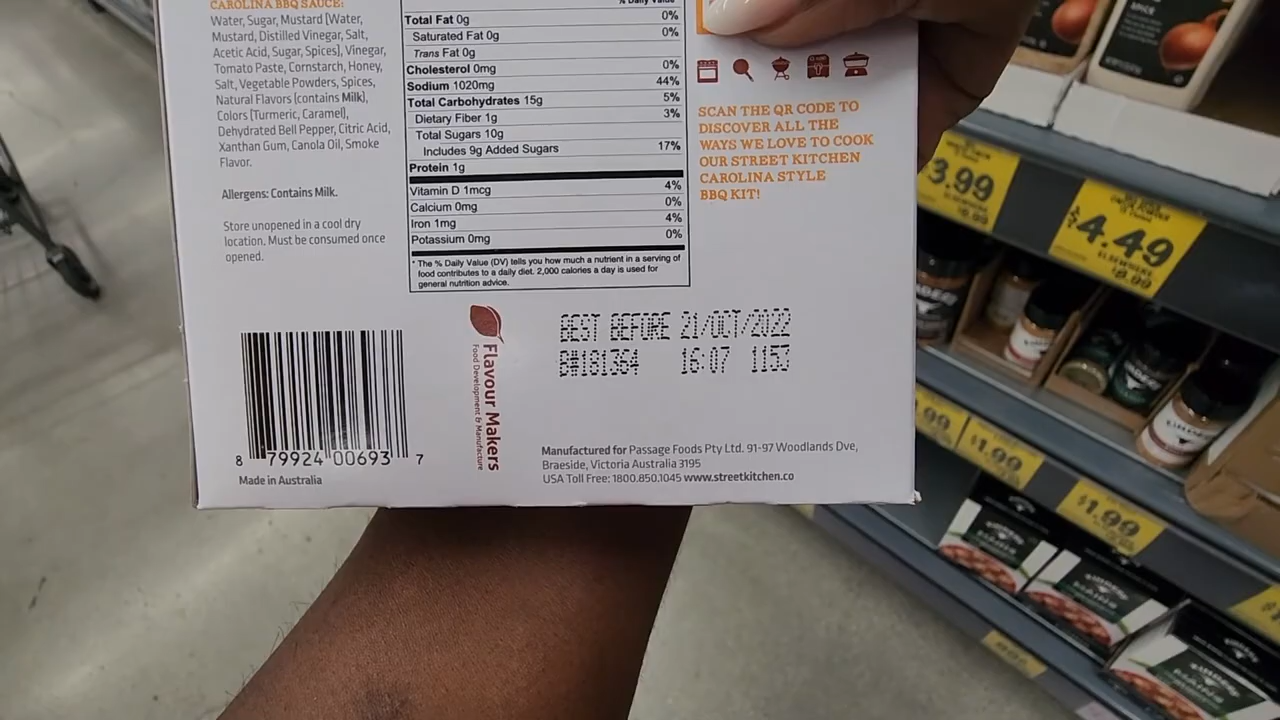 CAROLINA BBQ SAUCE:
Water, Sugar, Mustard [Water,
Mustard, Distilled Vinegar, Salt,
Acetic Acid, Sugar, Spices], Vinegar,
Tomato Paste, Cornstarch, Honey,
Salt, Vegetable Powders, Spices,
Natural Flavors (contains Milk),
Colors (Turmeric, Caramel),
Dehydrated Bell Pepper, Citric Acid,
Xanthan Gum, Canola Oil, Smoke
Flavor.
Allergens: Contains Milk.
Store unopened in a cool dry
location. Must be consumed once
opened.
% Daily Value*
Total Fat 0g 0%
Saturated Fat 0g 0%
Trans Fat 0g
Cholesterol 0mg 0%
Sodium 1020mg 44%
Total Carbohydrates 15g 5%
Dietary Fiber 1g 3%
Total Sugars 10g
Includes 9g Added Sugars 17%
Protein 1g
Vitamin D 1mcg 4%
Calcium 0mg 0%
Iron 1mg 4%
Potassium 0mg 0%
* The % Daily Value (DV) tells you how much a nutrient in a serving of
food contributes to a daily diet. 2,000 calories a day is used for
general nutrition advice.
SCAN THE QR CODE TO
DISCOVER ALL THE
WAYS WE LOVE TO COOK
OUR STREET KITCHEN
CAROLINA STYLE
BBQ KIT!
BEST BEFORE 21/OCT/2022
B#181364 16:07 1153
8 79924 00693 7
Made in Australia
Flavour Makers
Food Development & Manufacture
Manufactured for Passage Foods Pty Ltd. 91-97 Woodlands Dve,
Braeside, Victoria Australia 3195
USA Toll Free: 1800.850.1045 www.streetkitchen.co
3.99
$4.49
ELSEWHERE
.99
$1.99
$1.99